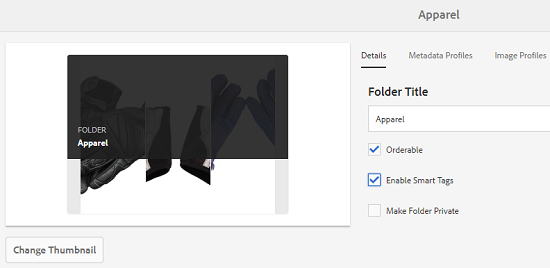 Apparel
Details Metadata Profiles Image Profiles
Folder Title
Apparel
Orderable
Enable Smart Tags
Make Folder Private
FOLDER
Apparel
Change Thumbnail